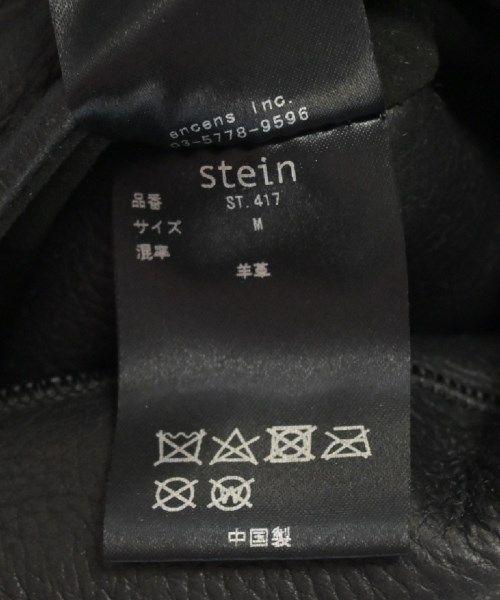 encens inc.
03-5778-9596
stein
品番 ST.417
サイズ M
混率
羊革
中国製